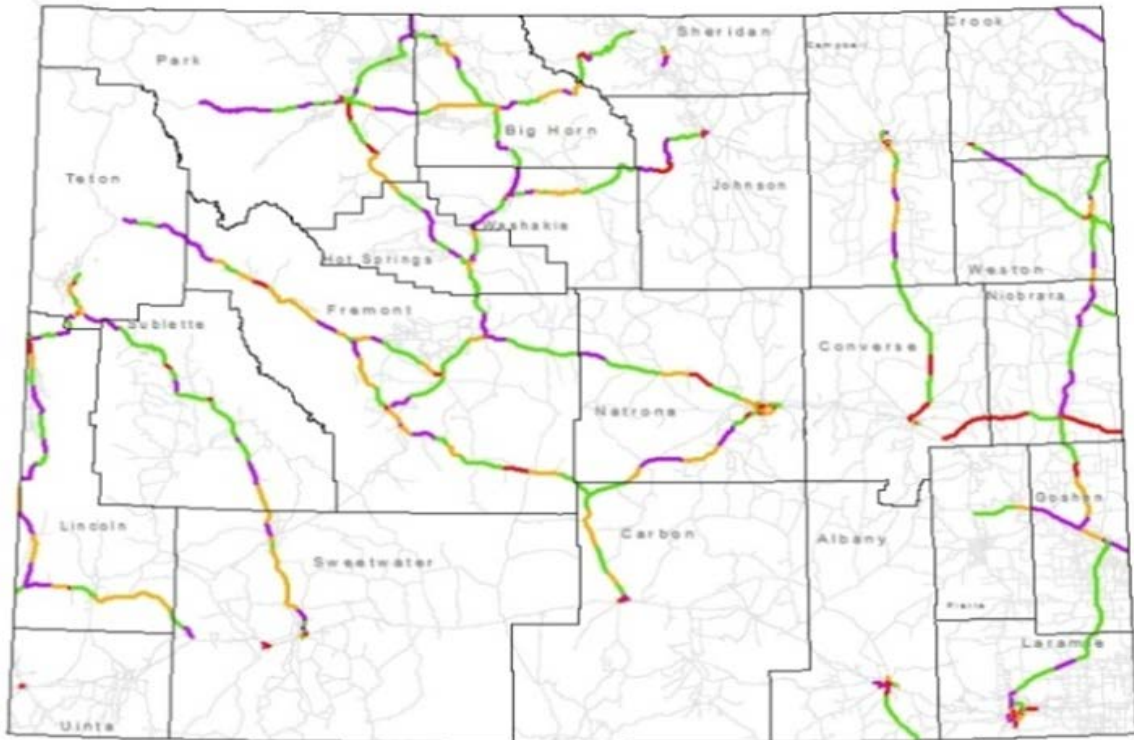 Crook
Sheridan
Campbell
Park
Big Horn
Teton
Johnson
Washakie
Hot Springs
Weston
Niobrara
Fremont
Sublette
Converse
Natrona
Goshen
Lincoln
Carbon
Albany
Sweetwater
Platte
Laramie
Uinta